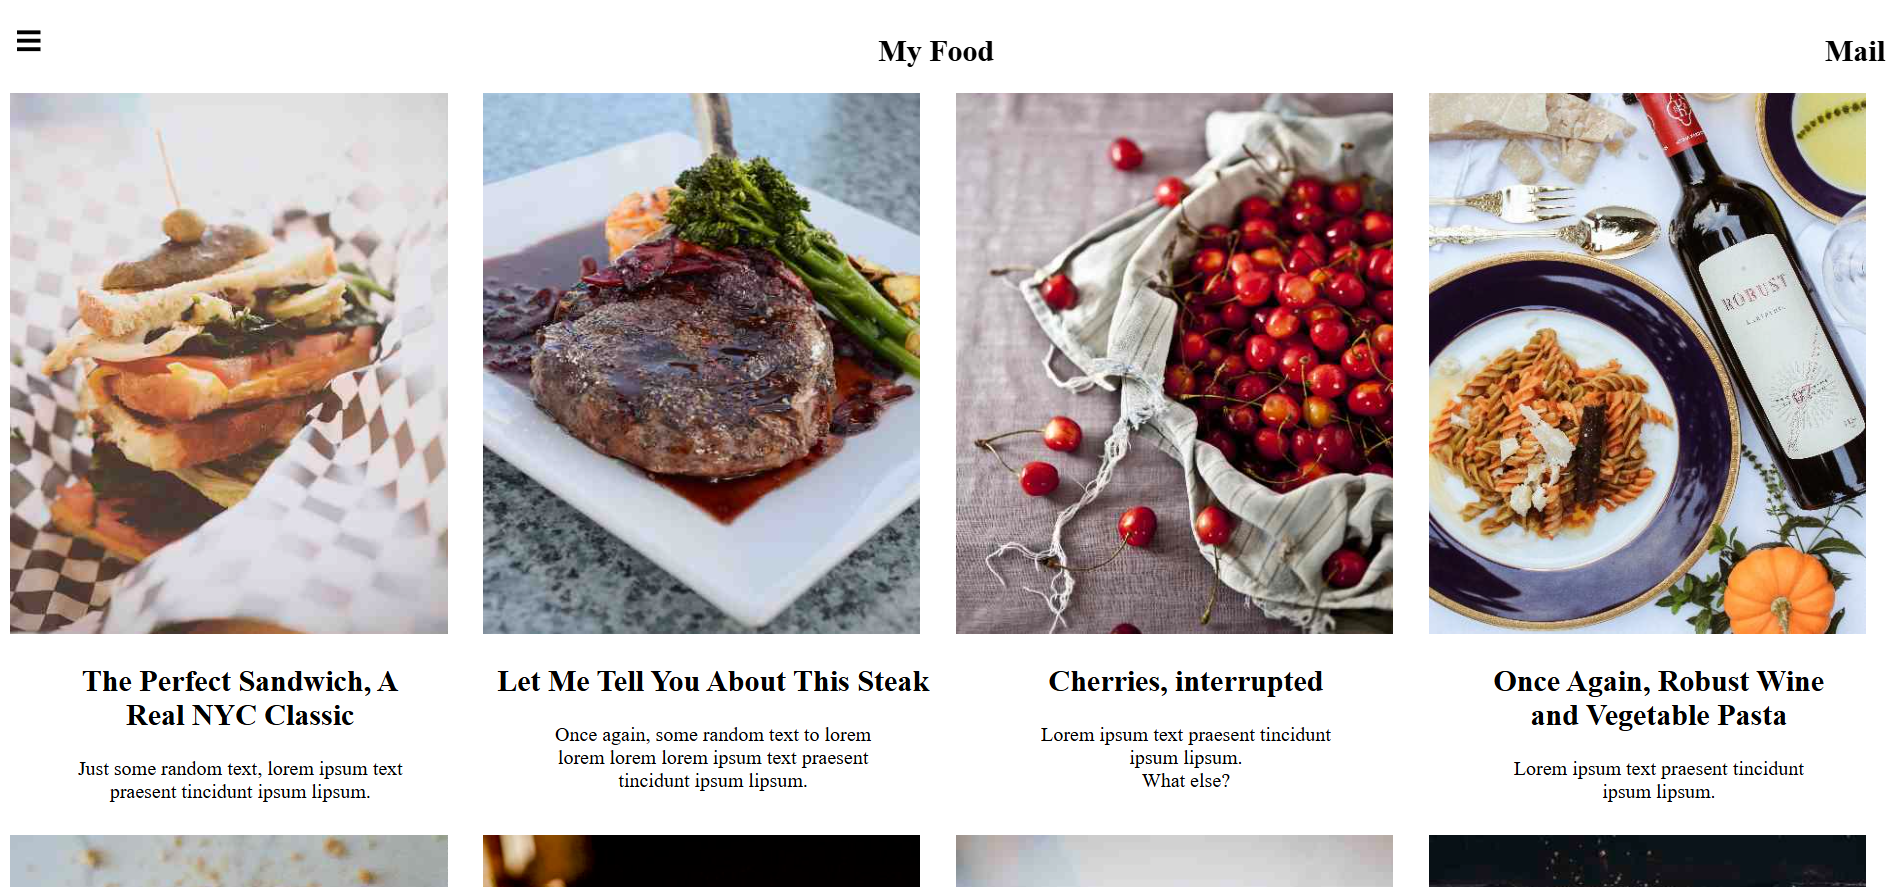 My Food
Mail
ROBUST
The Perfect Sandwich, A
Real NYC Classic
Just some random text, lorem ipsum text
praesent tincidunt ipsum lipsum.
Let Me Tell You About This Steak
Once again, some random text to lorem
lorem lorem lorem ipsum text praesent
tincidunt ipsum lipsum.
Cherries, interrupted
Lorem ipsum text praesent tincidunt
ipsum lipsum.
What else?
Once Again, Robust Wine
and Vegetable Pasta
Lorem ipsum text praesent tincidunt
ipsum lipsum.